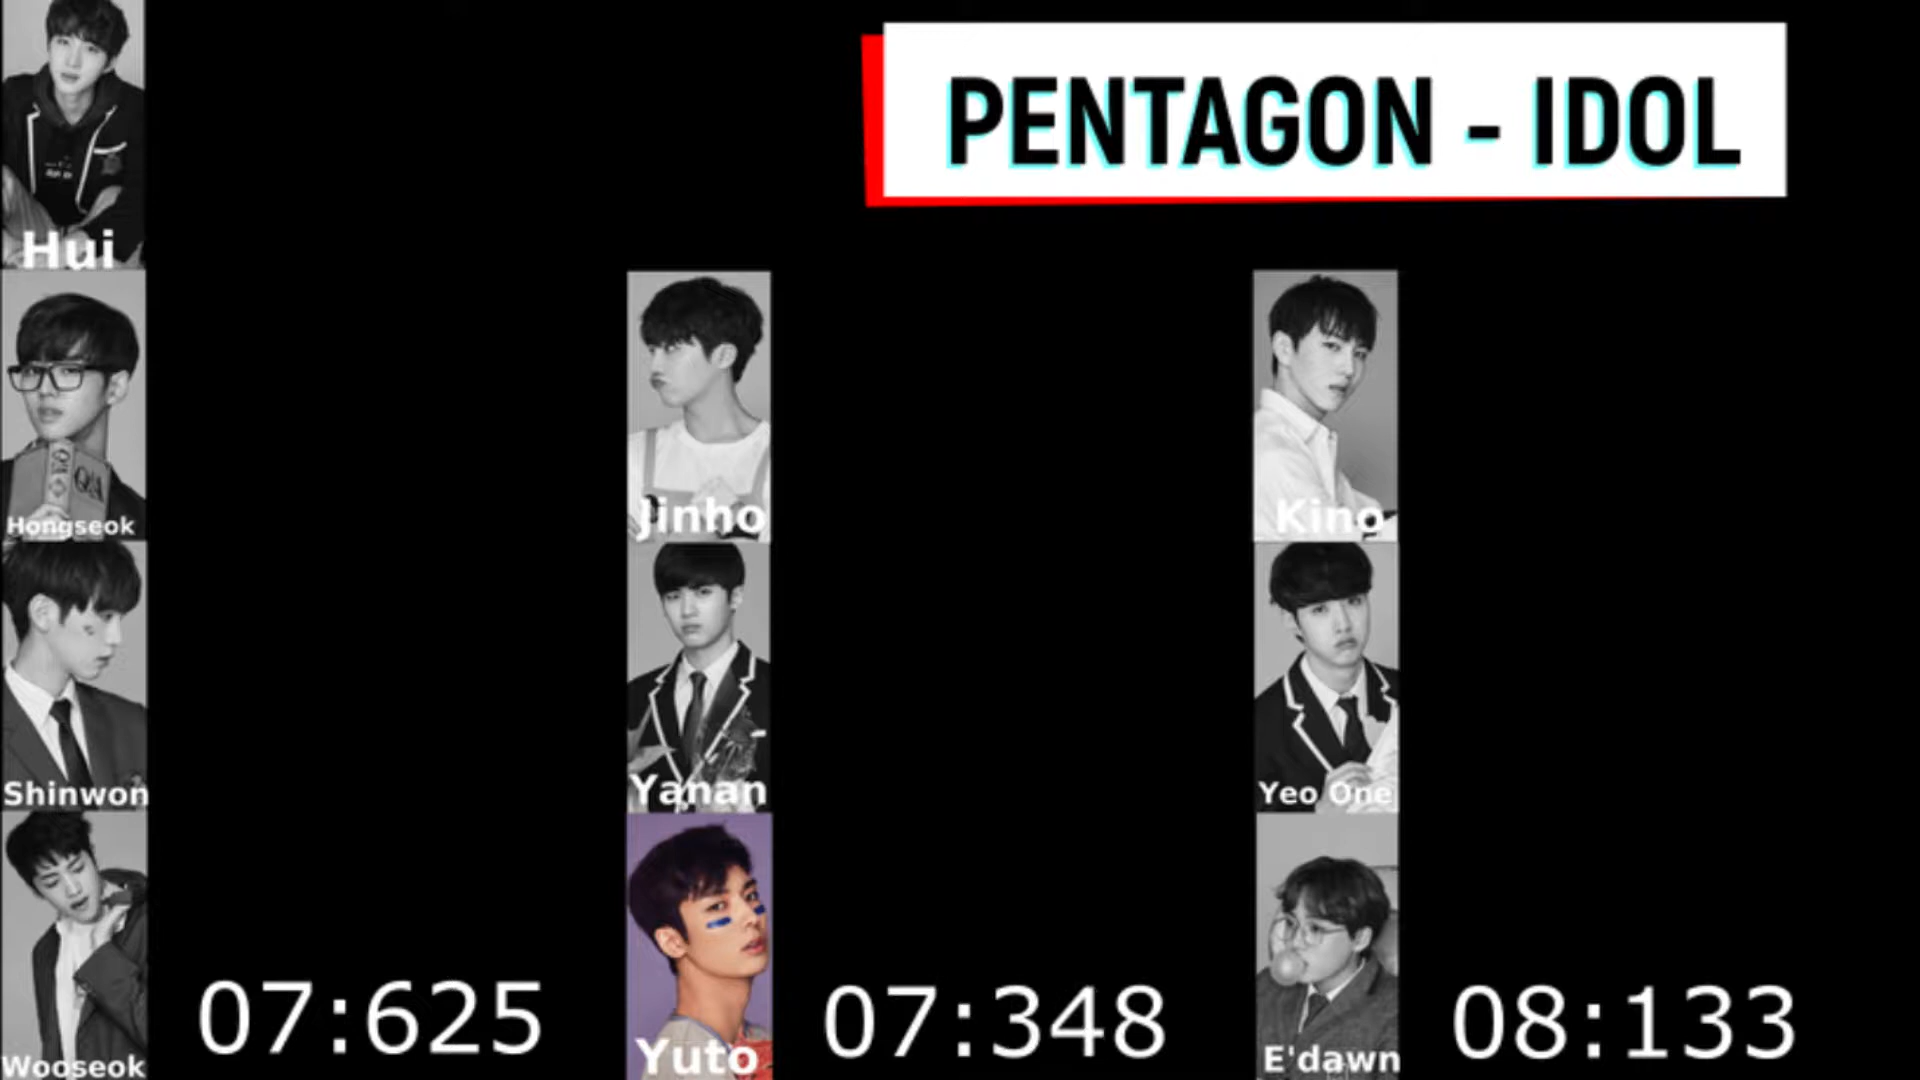 PENTAGON - IDOL
Hui
Hongseok
Jinho
Kino
Shinwon
Yanan
Yeo One
Wooseok
07:625
Yuto
07:348
E'dawn
08:133
Q&A